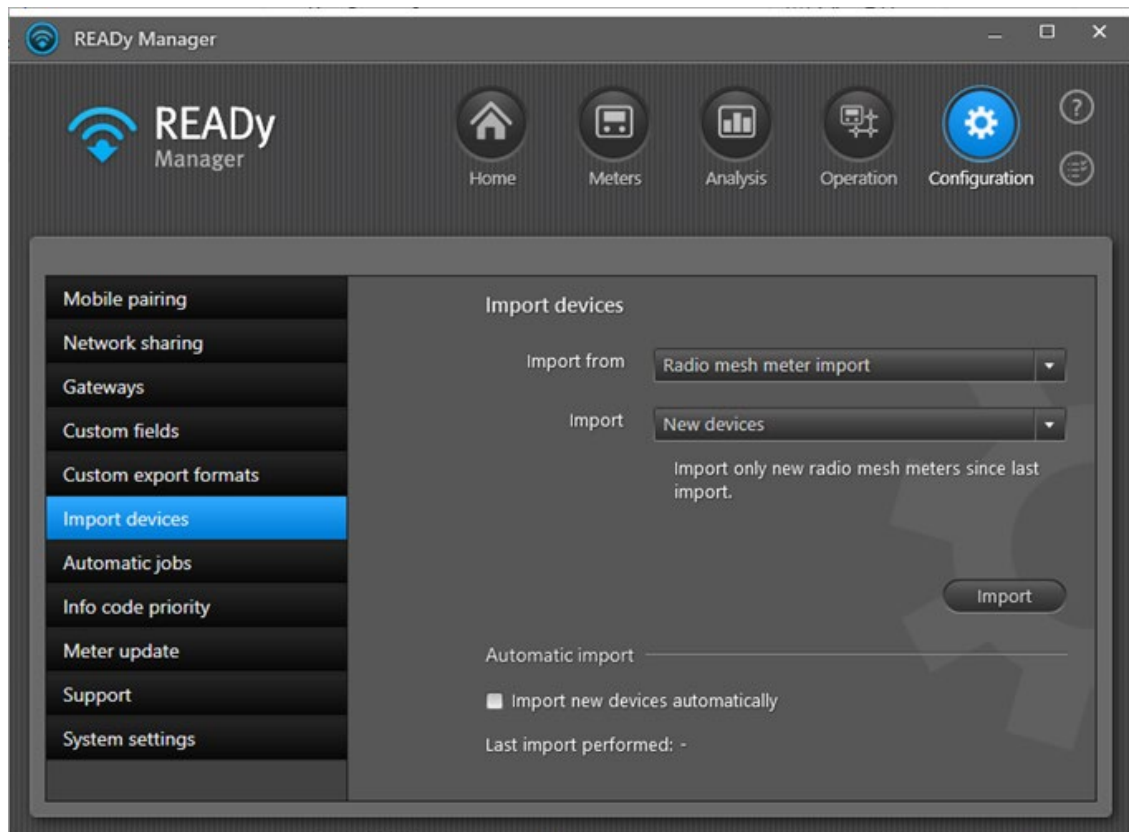 READy Manager
READy
Manager
Home
Meters
Analysis
Operation
Configuration
?
Mobile pairing
Network sharing
Gateways
Custom fields
Custom export formats
Import devices
Automatic jobs
Info code priority
Meter update
Support
System settings
Import devices
Import from Radio mesh meter import
Import New devices
Import only new radio mesh meters since last
import.
Import
Automatic import
Import new devices automatically
Last import performed: -